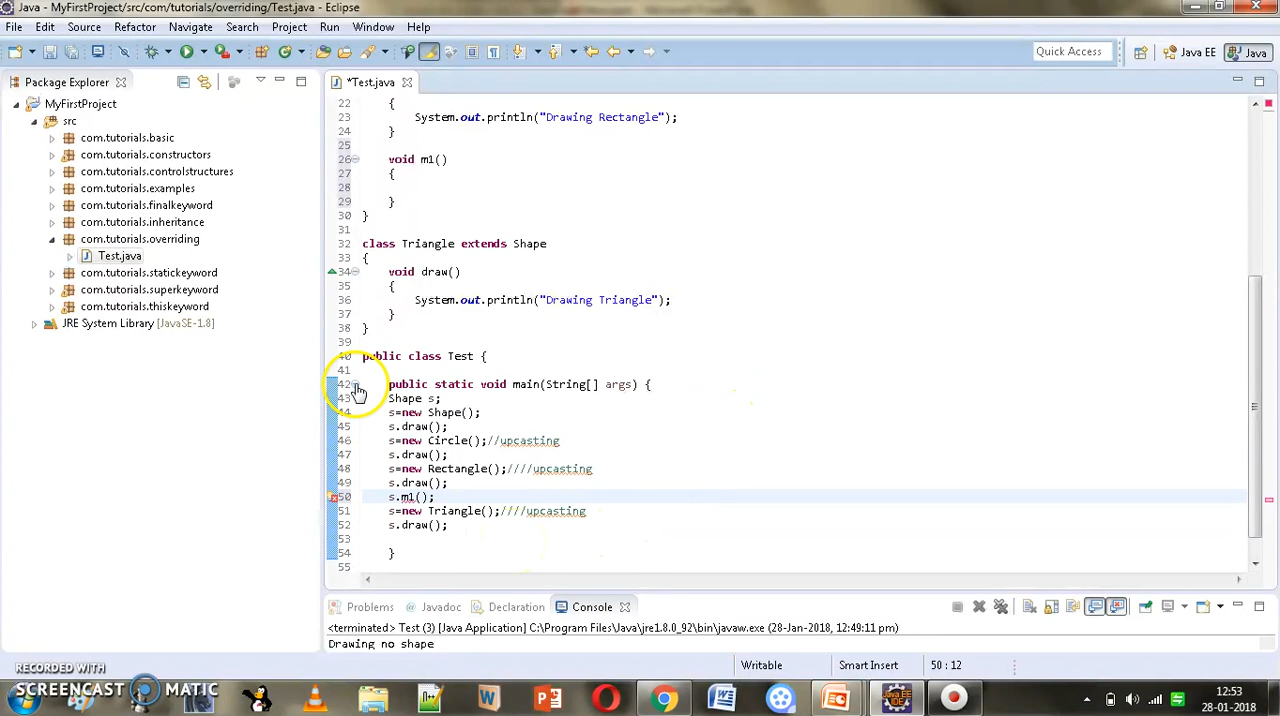 Java - MyFirstProject/src/com/tutorials/overriding/Test.java - Eclipse
File Edit Source Refactor Navigate Search Project Run Window Help
Quick Access Java EE Java
Package Explorer
*Test.java
MyFirstProject
src
com.tutorials.basic
com.tutorials.constructors
com.tutorials.controlstructures
com.tutorials.examples
com.tutorials.finalkeyword
com.tutorials.inheritance
com.tutorials.overriding
Test.java
com.tutorials.statickeyword
com.tutorials.superkeyword
com.tutorials.thiskeyword
JRE System Library [JavaSE-1.8]
22 {
23 System.out.println("Drawing Rectangle");
24 }
25
26 void m1()
27 {
28
29 }
30 }
31
32 class Triangle extends Shape
33 {
34 void draw()
35 {
36 System.out.println("Drawing Triangle");
37 }
38 }
39
40 public class Test {
41
42 public static void main(String[] args) {
43 Shape s;
44 s=new Shape();
45 s.draw();
46 s=new Circle();//upcasting
47 s.draw();
48 s=new Rectangle();////upcasting
49 s.draw();
50 s.m1();
51 s=new Triangle();////upcasting
52 s.draw();
53
54 }
55
Problems Javadoc Declaration Console
<terminated> Test (3) [Java Application] C:\Program Files\Java\jre1.8.0_92\bin\javaw.exe (28-Jan-2018, 12:49:11 pm)
Drawing no shape
Writable Smart Insert 50 : 12
RECORDED WITH
SCREENCAST MATIC
Java EE
IDE
12:53
28-01-2018